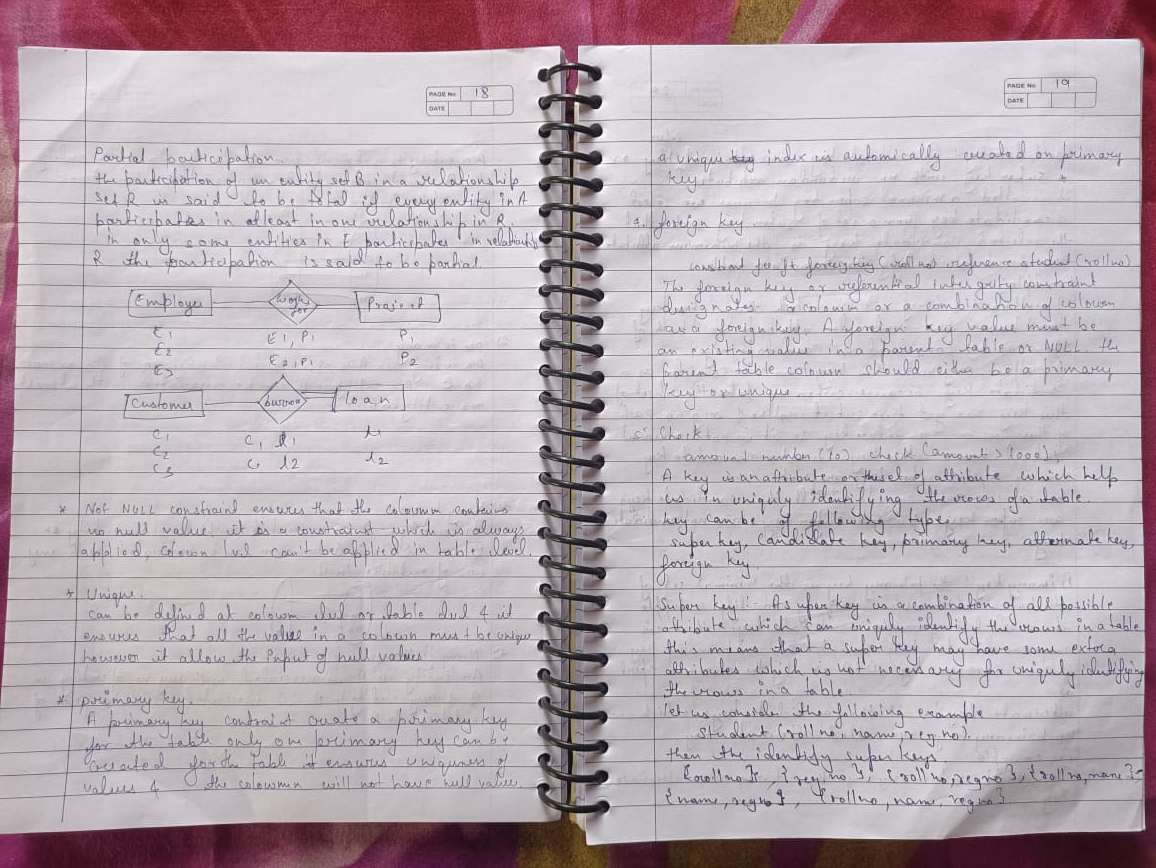 PAGE No 18
DATE
Partial participation.
the participation of an entity set B in a relationship
set R is said to be total if every entity in A
participates in atleast in one relationship in R.
in only some entities in E participates in relationship
R the participation is said to be partial.
Employee works for Project
E1 E1, P1 P1
E2 E2, P1 P2
E3
Customer borrow loan
C1 C1 l1 l1
C2 C l2 l2
C3
* Not NULL constraint ensures that the coloumn contains
no null value. it is a constraint which is always
applied, coloum lvl can't be applied in table level.
* Unique.
can be defined at coloum lvl or table lvl & it
ensures that all the value in a coloum must be unique
however it allow the input of null values.
* primary key.
A primary key contraint create a primary key
for the table only one primary key can be
created for the table it ensures uniquness of
values & the coloumn will not have null value.
PAGE No 19
DATE
a unique key index is automically created on primary
key.
foreign key
foreign key (roll no) reference student (roll no)
The foreign key or referential intergrity constraint
designates a coloumn or a combination of coloum
as a foreign key. A foreign key value must be
an existing value in a parent table or NULL. the
parent table coloumn should either be a primary
key or unique.
5. Check.
amount number (10) check (amount > 1000)
A key is an attribute or the set of attribute which help
us in uniquly identifying the rows of a table.
key can be of following type.
super key, candidate key, primary key, alternate key,
foreign key.
Super key :- A super key is a combination of all possible
attribute which can uniquly identify the rows in a table
this means that a super key may have some extra
attributes which is not necessary for uniquly identifying
the rows in a table.
let us consider the following example
student (roll no, name, reg no).
then the identify super keys.
{roll no}, {reg no}, {roll no, reg no}, {roll no, name}
{name, reg no}, {roll no, name, reg no}